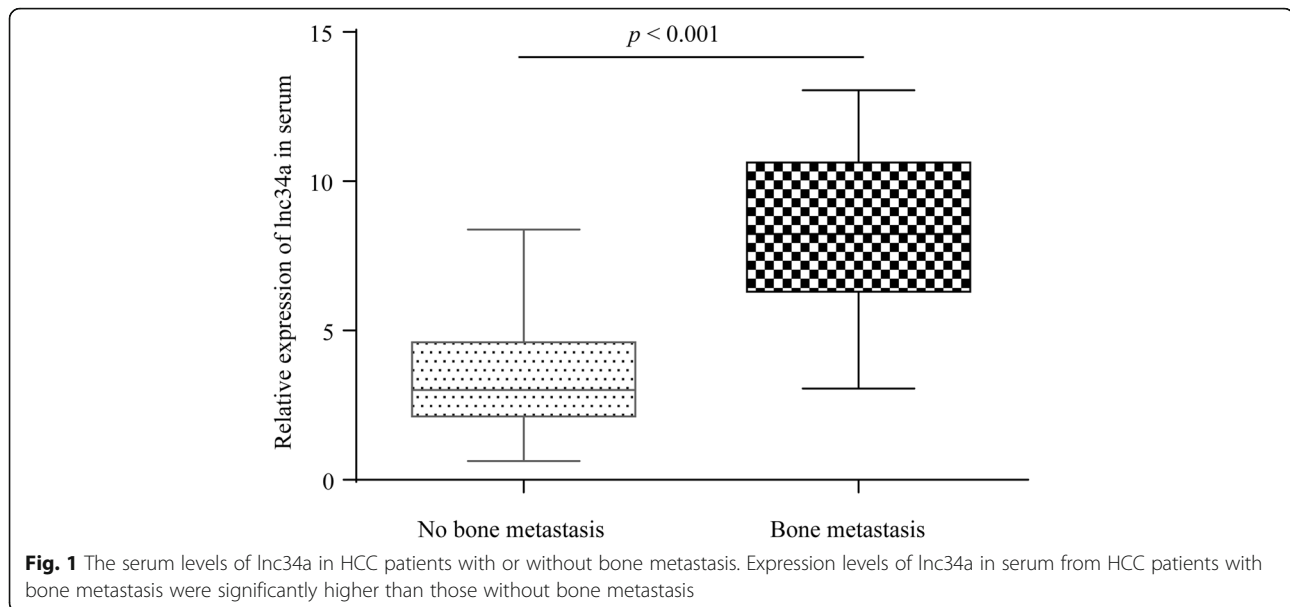 15
p < 0.001
10
Relative expression of lnc34a in serum
5
0
No bone metastasis Bone metastasis
Fig. 1 The serum levels of lnc34a in HCC patients with or without bone metastasis. Expression levels of lnc34a in serum from HCC patients with
bone metastasis were significantly higher than those without bone metastasis